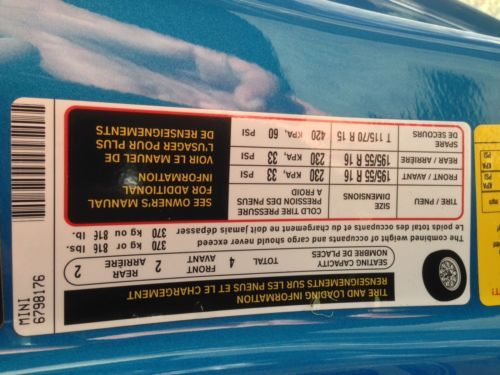 TIRE AND LOADING INFORMATION
RENSEIGNEMENTS SUR LES PNEUS ET LE CHARGEMENT
SEATING CAPACITY
NOMBRE DE PLACES
TOTAL 4
FRONT
AVANT 2
REAR
ARRIÈRE 2
The combined weight of occupants and cargo should never exceed 370 kg or 816 lbs.
Le poids total des occupants et du chargement ne doit jamais dépasser 370 kg ou 816 lb.
TIRE / PNEU
SIZE
DIMENSIONS
COLD TIRE PRESSURE
PRESSION DES PNEUS
A FROID
FRONT / AVANT 195/55 R 16 230 KPA, 33 PSI
REAR / ARRIÈRE 195/55 R 16 230 KPA, 33 PSI
SPARE
DE SECOURS T 115/70 R 15 420 KPA, 60 PSI
SEE OWNER'S MANUAL
FOR ADDITIONAL
INFORMATION
VOIR LE MANUEL DE
L'USAGER POUR PLUS
DE RENSEIGNEMENTS
MINI
6798176